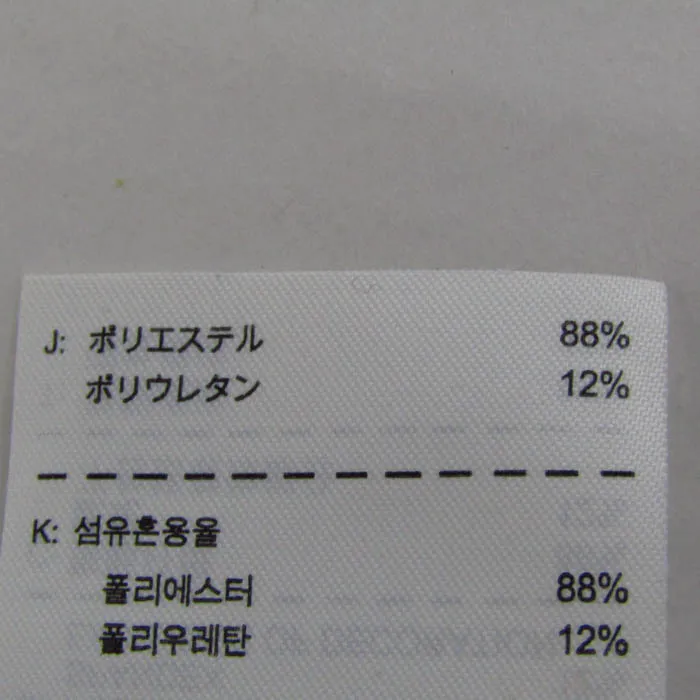 J: ポリエステル 88%
ポリウレタン 12%
K: 섬유혼용율
폴리에스터 88%
폴리우레탄 12%